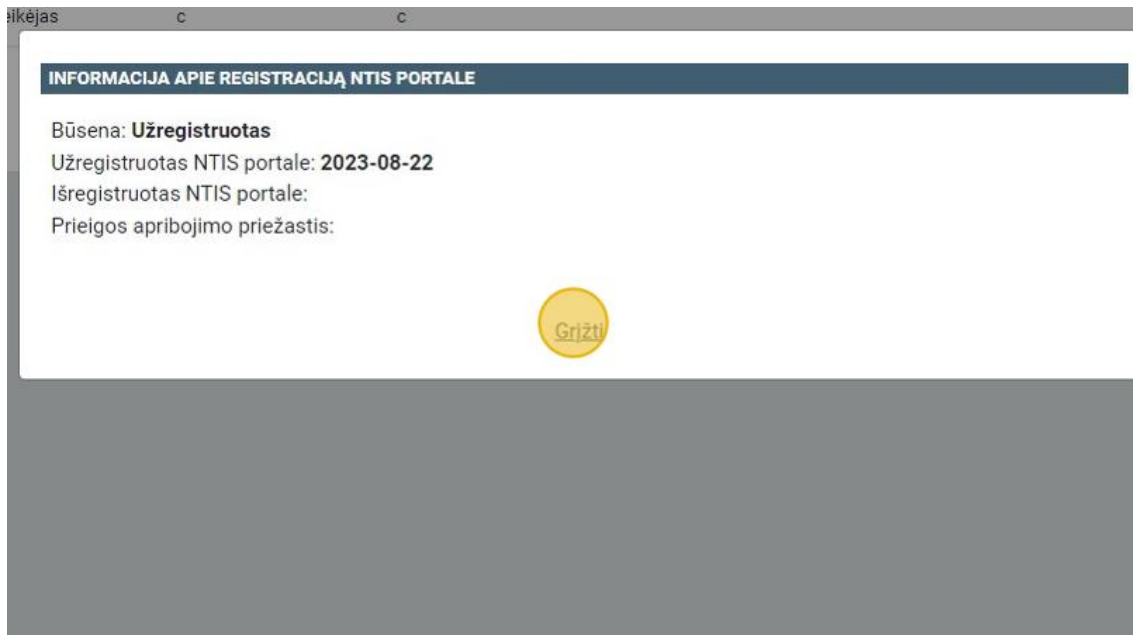 eikėjas c c
INFORMACIJA APIE REGISTRACIJĄ NTIS PORTALE
Būsena: Užregistruotas
Užregistruotas NTIS portale: 2023-08-22
Išregistruotas NTIS portale:
Prieigos apribojimo priežastis:
Grįžti